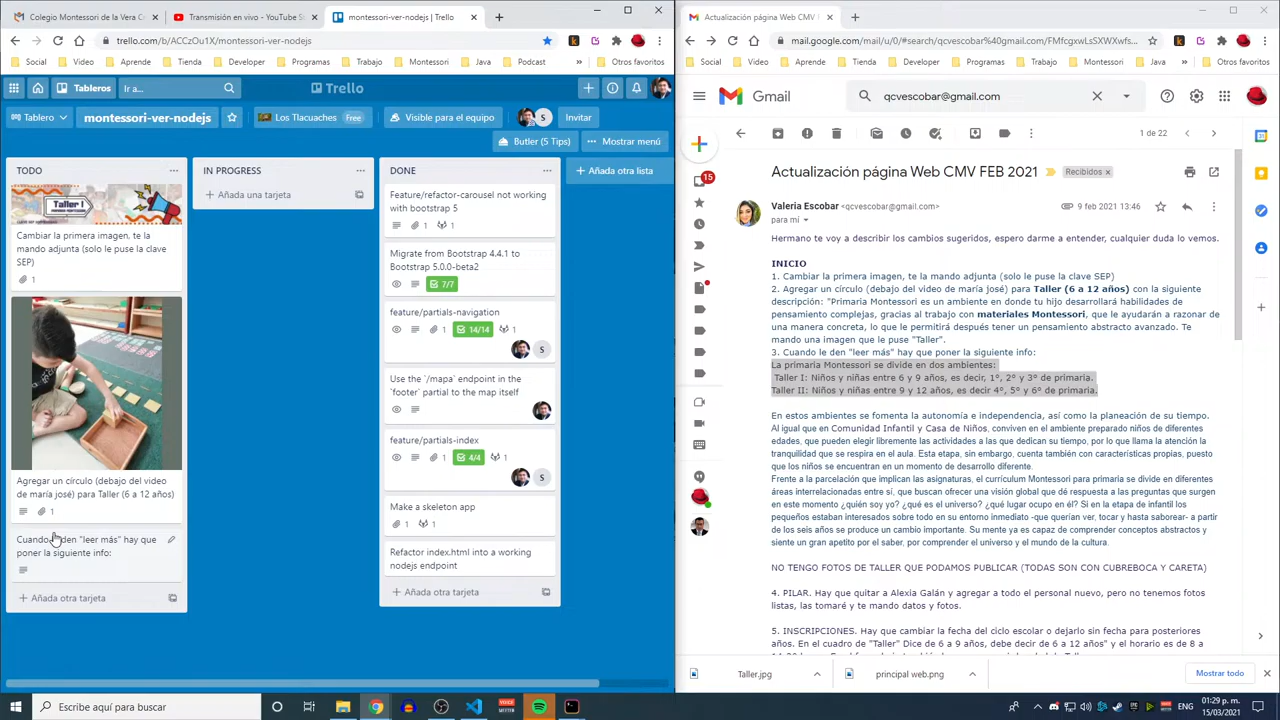 Colegio Montessori de la Vera C
Transmisión en vivo - YouTube S
montessori-ver-nodejs | Trello
trello.com/b/ACCzOu1X/montessori-ver-nodejs
Social
Video
Aprende
Tienda
Developer
Programas
Trabajo
Montessori
Java
Podcast
Otros favoritos
Tableros
Ir a...
Trello
Tablero
montessori-ver-nodejs
Los Tlacuaches
Free
Visible para el equipo
S
Invitar
Butler (5 Tips)
Mostrar menú
TODO
Taller I
Cambiar la primera imagen, te la
mando adjunta (solo le puse la clave
SEP)
1
Agregar un círculo (debajo del video
de maría josé) para Taller (6 a 12 años)
1
Cuando le den "leer más" hay que
poner la siguiente info:
Añada otra tarjeta
IN PROGRESS
Añada una tarjeta
DONE
Feature/refactor-carousel not working
with bootstrap 5
1
1
Migrate from Bootstrap 4.4.1 to
Bootstrap 5.0.0-beta2
7/7
feature/partials-navigation
1
14/14
1
S
Use the `/mapa` endpoint in the
`footer` partial to the map itself
feature/partials-index
1
4/4
1
S
Make a skeleton app
1
1
Refactor index.html into a working
nodejs endpoint
Añada otra tarjeta
Añada otra lista
Actualización página Web CMV F
mail.google.com/mail/u/0/#search/qcvescobar%40gmail.com/FMfcgxwLsSXWXwfs...
Social
Video
Aprende
Tienda
Developer
Programas
Trabajo
Montessori
Java
Otros favoritos
Gmail
qcvescobar@gmail.com
1 de 22
15
Actualización página Web CMV FEB 2021
Recibidos
Valeria Escobar <qcvescobar@gmail.com>
9 feb 2021 13:46
para mí
Hermano te voy a describir los cambios sugeridos, espero darme a entender, cualquier duda lo vemos.
INICIO
1. Cambiar la primera imagen, te la mando adjunta (solo le puse la clave SEP)
2. Agregar un círculo (debajo del video de maría josé) para Taller (6 a 12 años) con la siguiente
descripción: "Primaria Montessori es un ambiente en donde tu hijo desarrollará habilidades de
pensamiento complejas, gracias al trabajo con materiales Montessori, que le ayudarán a razonar de
una manera concreta, lo que le permitirá después tener un pensamiento abstracto avanzado. Te
mando una imagen que le puse "Taller".
3. Cuando le den "leer más" hay que poner la siguiente info:
La primaria Montessori se divide en dos ambientes:
Taller I: Niños y niñas entre 6 y 9 años, es decir, 1°, 2° y 3° de primaria.
Taller II: Niños y niñas entre 9 y 12 años, es decir 4°, 5° y 6° de primaria.
En estos ambientes se fomenta la autonomía e independencia, así como la planeación de su tiempo.
Al igual que en Comunidad Infantil y Casa de Niños, conviven en el ambiente preparado niños de diferentes
edades, que pueden elegir libremente las actividades a las que dedican su tiempo, por lo que llama la atención la
tranquilidad que se respira en el aula. Esta etapa, sin embargo, cuenta también con características propias, puesto
que los niños se encuentran en un momento de desarrollo diferente.
Frente a la parcelación que implican las asignaturas, el currículum Montessori para primaria se divide en diferentes
áreas interrelacionadas entre sí, que buscan ofrecer una visión global que dé respuesta a las preguntas que surgen
en este momento ¿quién soy yo? ¿qué es el universo? ¿qué lugar ocupo en él? Si en la etapa de infantil los
pequeños estaban interesados sobre todo en su entorno inmediato -que querían ver, tocar y hasta saborear- a partir
de los seis años se produce un cambio importante. Su mente ya es capaz de comprender conceptos abstractos y
siente un gran apetito por el saber, por comprender el universo y el mundo de la cultura.
NO TENGO FOTOS DE TALLER QUE PODAMOS PUBLICAR (TODAS SON CON CUBREBOCA Y CARETA)
4. PILAR. Hay que quitar a Alexia Galán y agregar a todo el personal nuevo, pero no tenemos fotos
listas, las tomaré y te mando datos y fotos.
5. INSCRIPCIONES. Hay que cambiar la fecha del ciclo escolar o dejarlo sin fecha para posteriores
años. En el cuadro de "Taller" Dice de 6 a 9 años, debe decir de 6 a 12 años" y el horario es de 8 a
Taller.jpg
principal web.png
Mostrar todo
Escribe aquí para buscar
01:29 p. m.
15/03/2021